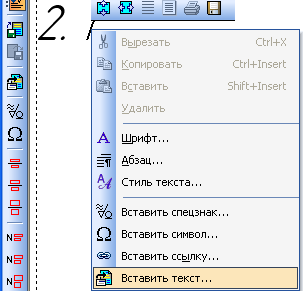 2.
Вырезать Ctrl+X
Копировать Ctrl+Insert
Вставить Shift+Insert
Удалить
Шрифт...
Абзац...
Стиль текста...
Вставить спецзнак...
Вставить символ...
Вставить ссылку...
Вставить текст...